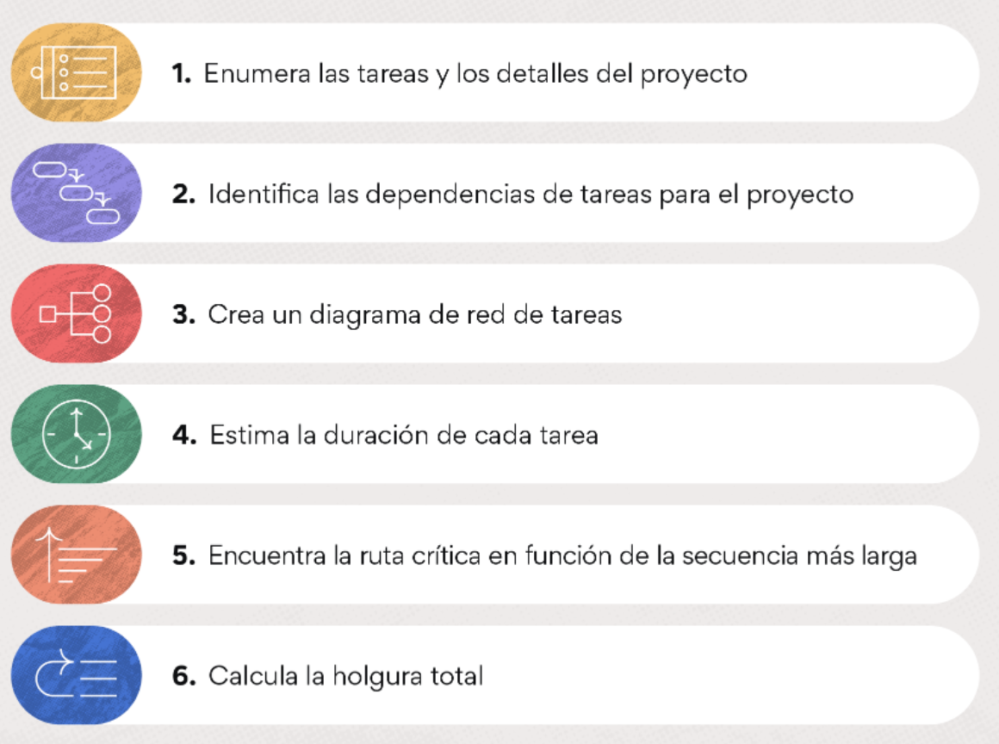 1. Enumera las tareas y los detalles del proyecto
2. Identifica las dependencias de tareas para el proyecto
3. Crea un diagrama de red de tareas
4. Estima la duración de cada tarea
5. Encuentra la ruta crítica en función de la secuencia más larga
6. Calcula la holgura total